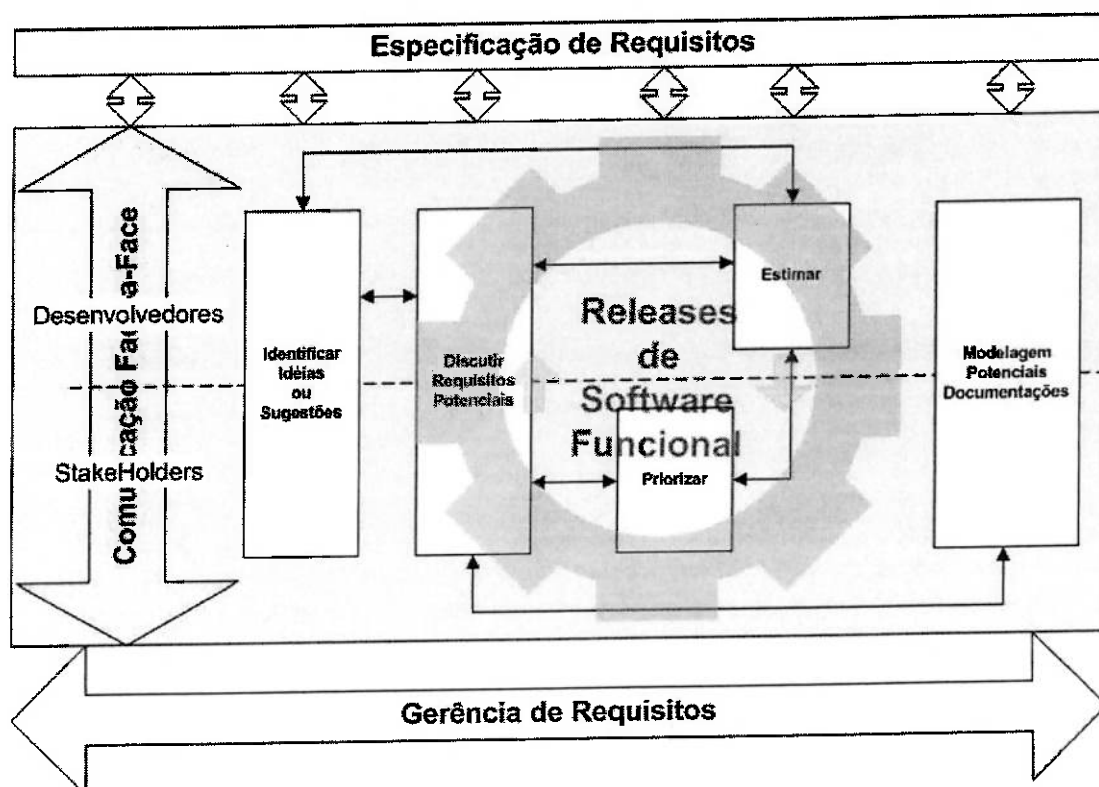 Especificação de Requisitos
Comunicação Face-a-Face
Desenvolvedores
StakeHolders
Identificar
Idéias
ou
Sugestões
Discutir
Requisitos
Potenciais
Releases
de
Software
Funcional
Estimar
Priorizar
Modelagem
Potenciais
Documentações
Gerência de Requisitos